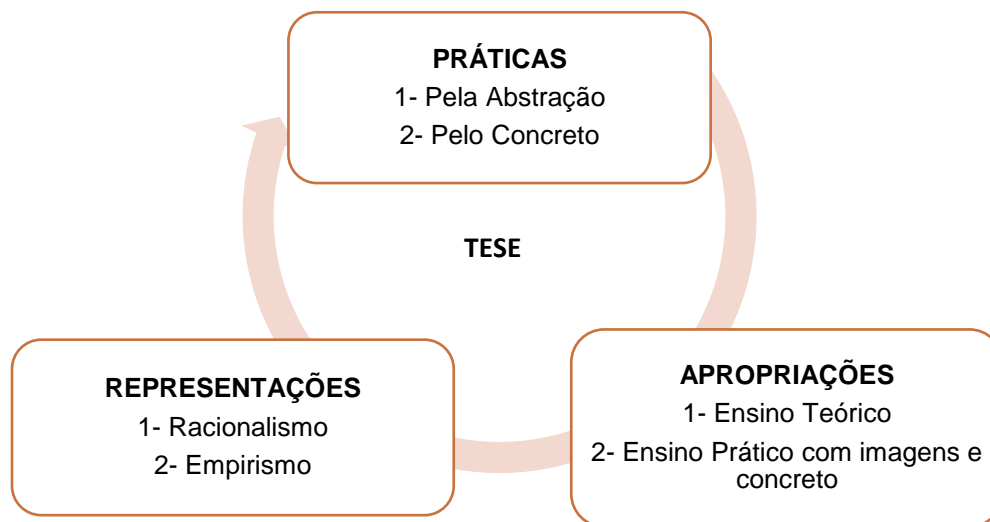 PRÁTICAS
1- Pela Abstração
2- Pelo Concreto
TESE
REPRESENTAÇÕES
1- Racionalismo
2- Empirismo
APROPRIAÇÕES
1- Ensino Teórico
2- Ensino Prático com imagens e
concreto